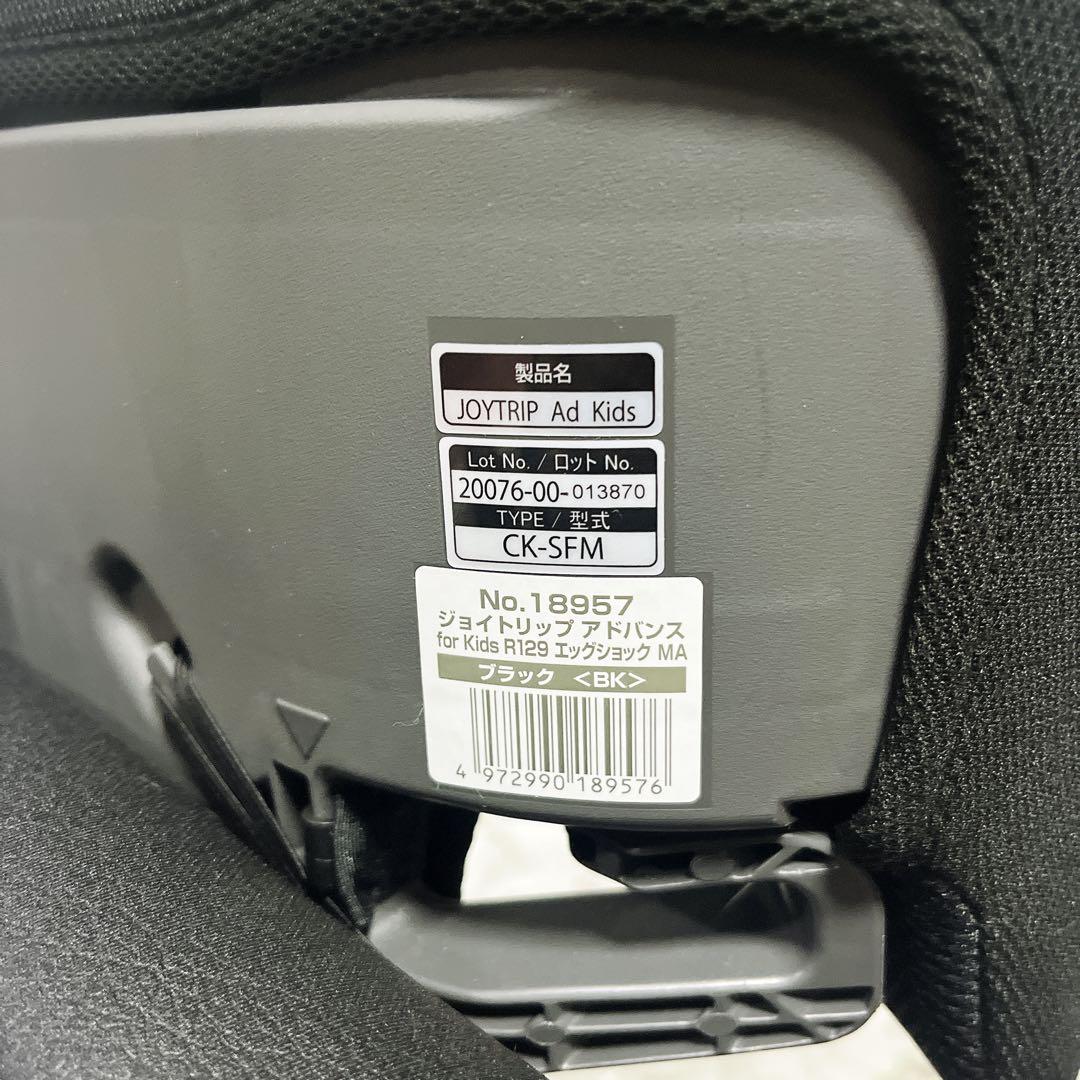 製品名
JOYTRIP Ad Kids
Lot No. / ロット No.
20076-00-013870
TYPE / 型式
CK-SFM
No.18957
ジョイトリップ アドバンス
for Kids R129 エッグショック MA
ブラック <BK>
4 972990 189576